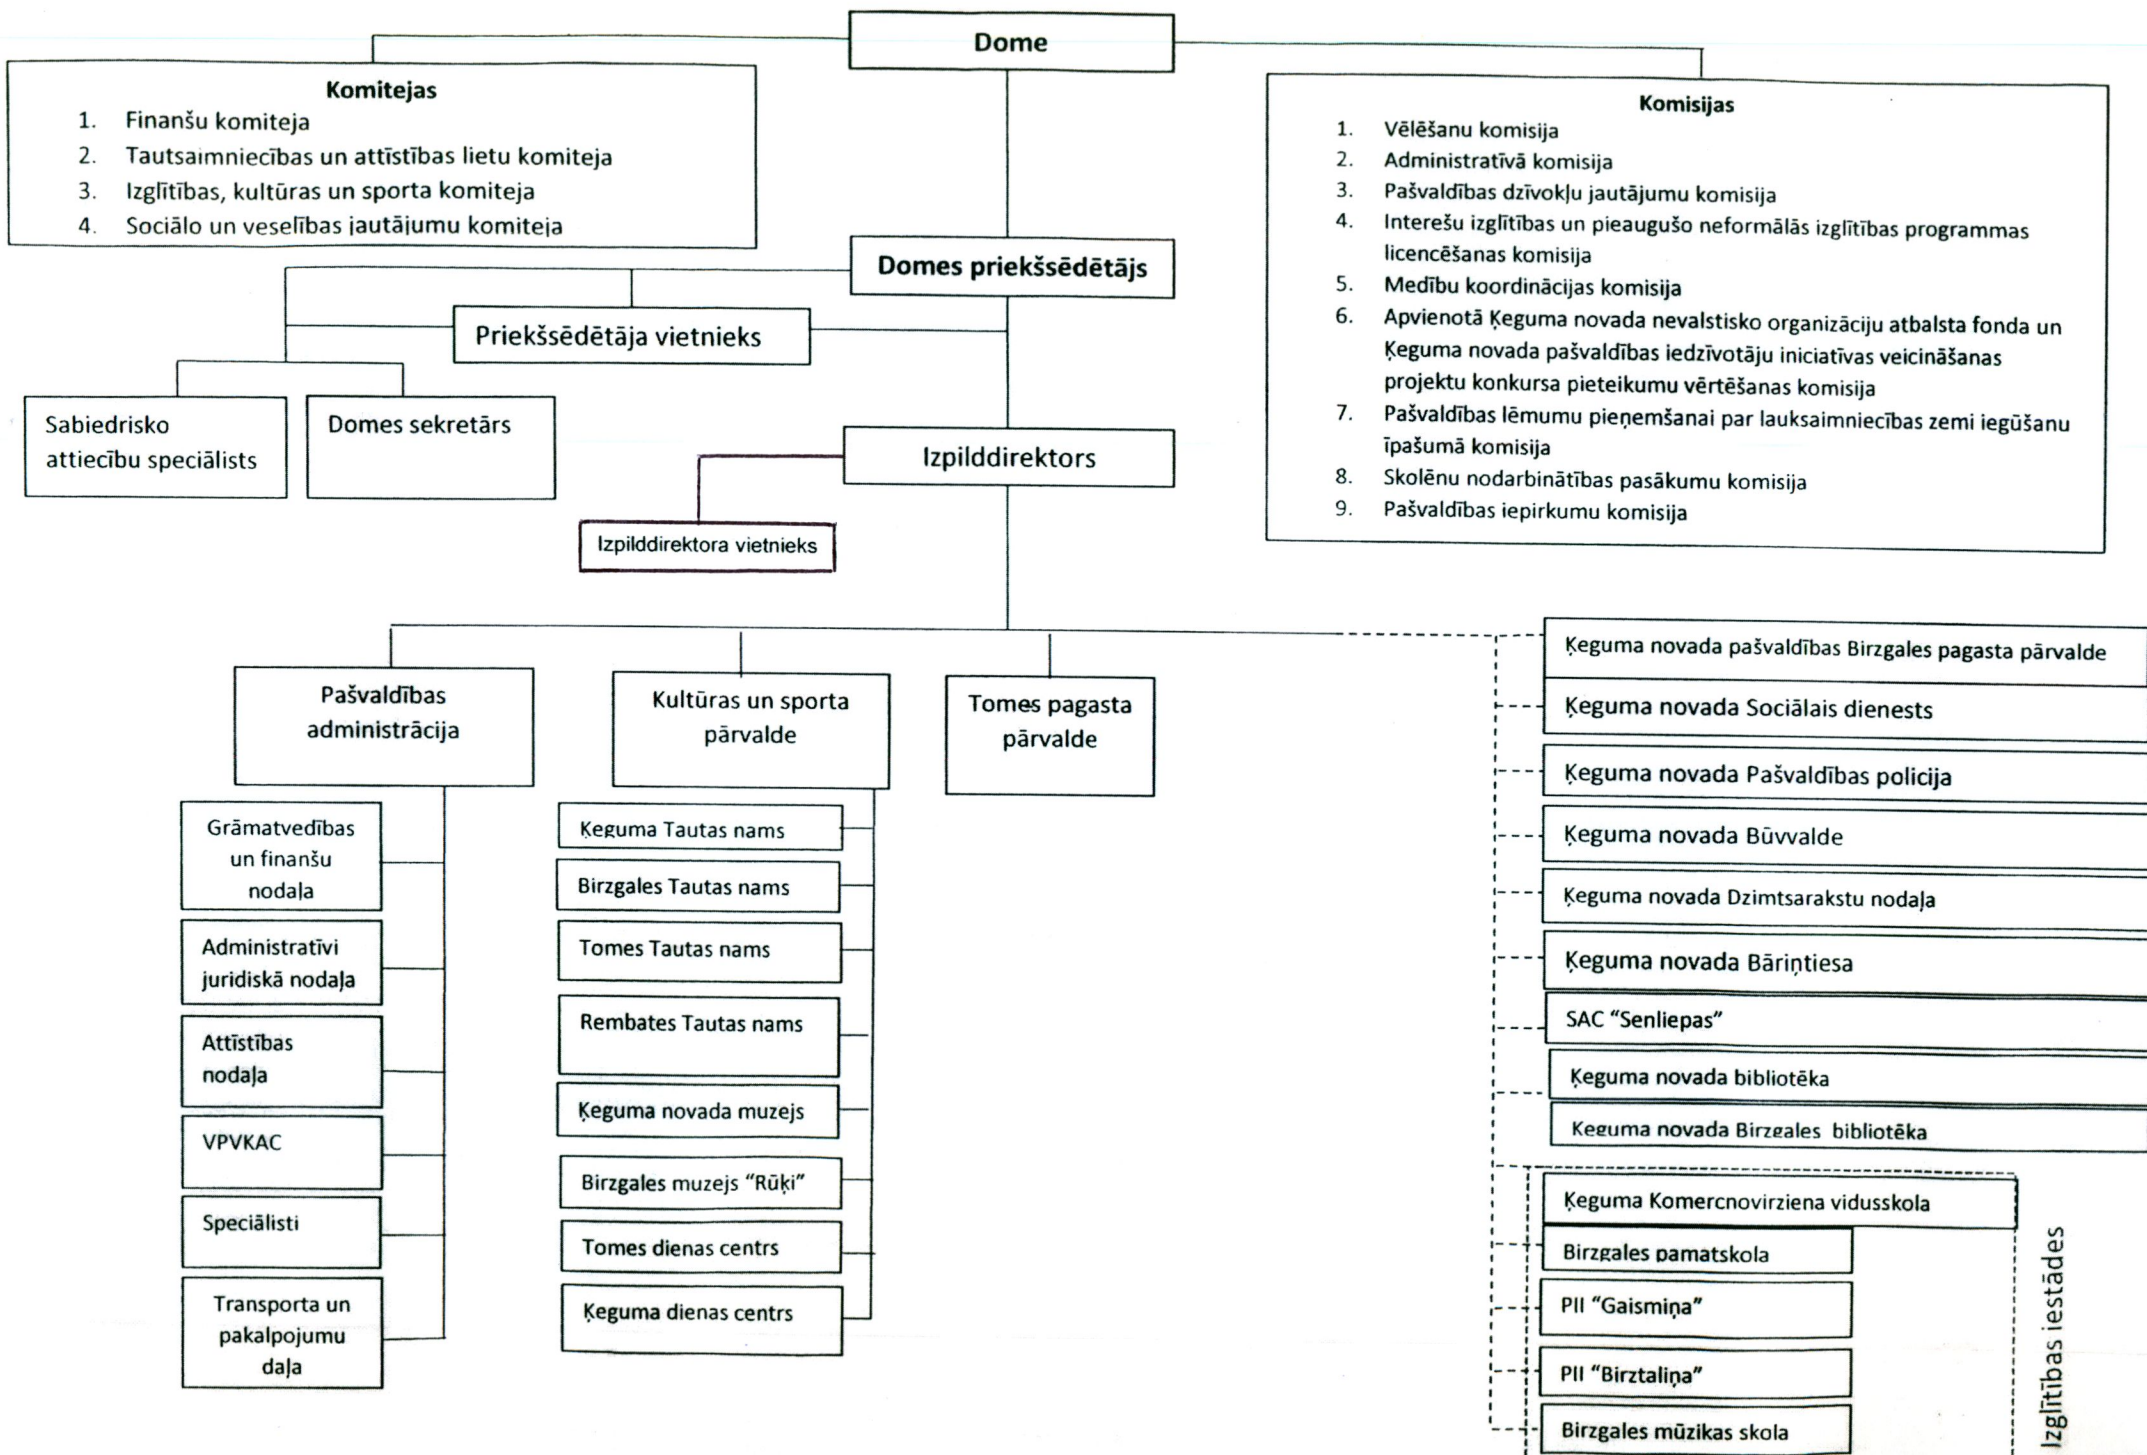 Dome
Komitejas
1. Finanšu komiteja
2. Tautsaimniecības un attīstības lietu komiteja
3. Izglītības, kultūras un sporta komiteja
4. Sociālo un veselības jautājumu komiteja
Komisijas
1. Vēlēšanu komisija
2. Administratīvā komisija
3. Pašvaldības dzīvokļu jautājumu komisija
4. Interešu izglītības un pieaugušo neformālās izglītības programmas
licencēšanas komisija
5. Medību koordinācijas komisija
6. Apvienotā Ķeguma novada nevalstisko organizāciju atbalsta fonda un
Ķeguma novada pašvaldības iedzīvotāju iniciatīvas veicināšanas
projektu konkursa pieteikumu vērtēšanas komisija
7. Pašvaldības lēmumu pieņemšanai par lauksaimniecības zemi iegūšanu
īpašumā komisija
8. Skolēnu nodarbinātības pasākumu komisija
9. Pašvaldības iepirkumu komisija
Domes priekšsēdētājs
Priekšsēdētāja vietnieks
Sabiedrisko
attiecību speciālists
Domes sekretārs
Izpilddirektors
Izpilddirektora vietnieks
Pašvaldības
administrācija
Grāmatvedības
un finanšu
nodaļa
Administratīvi
juridiskā nodaļa
Attīstības
nodaļa
VPVKAC
Speciālisti
Transporta un
pakalpojumu
daļa
Kultūras un sporta
pārvalde
Ķeguma Tautas nams
Birzgales Tautas nams
Tomes Tautas nams
Rembates Tautas nams
Ķeguma novada muzejs
Birzgales muzejs “Rūķi”
Tomes dienas centrs
Ķeguma dienas centrs
Tomes pagasta
pārvalde
Ķeguma novada pašvaldības Birzgales pagasta pārvalde
Ķeguma novada Sociālais dienests
Ķeguma novada Pašvaldības policija
Ķeguma novada Būvvalde
Ķeguma novada Dzimtsarakstu nodaļa
Ķeguma novada Bāriņtiesa
SAC “Senliepas”
Ķeguma novada bibliotēka
Ķeguma novada Birzgales bibliotēka
Ķeguma Komercnovirziena vidusskola
Birzgales pamatskola
PII “Gaismiņa”
PII “Birztaliņa”
Birzgales mūzikas skola
Izglītības iestādes